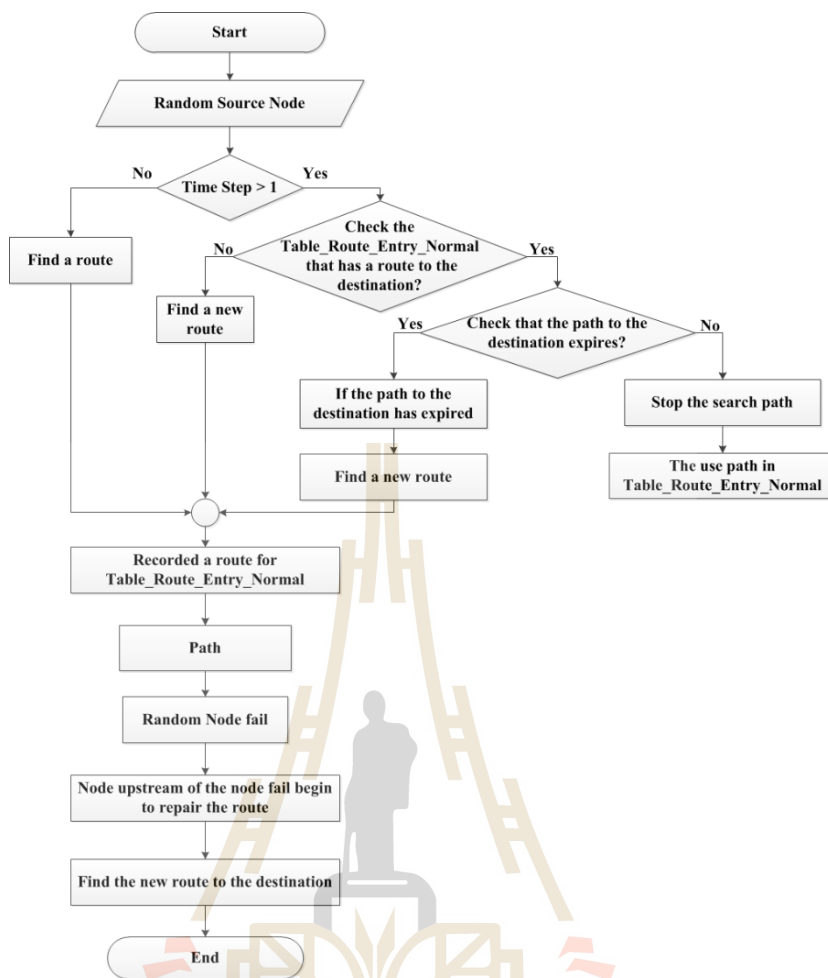 Start
Random Source Node
No
Yes
Time Step > 1
Find a route
No
Check the
Table_Route_Entry_Normal
that has a route to the
destination?
Yes
Find a new
route
Yes
Check that the path to the
destination expires?
No
If the path to the
destination has expired
Stop the search path
Find a new route
The use path in
Table_Route_Entry_Normal
Recorded a route for
Table_Route_Entry_Normal
Path
Random Node fail
Node upstream of the node fail begin
to repair the route
Find the new route to the destination
End